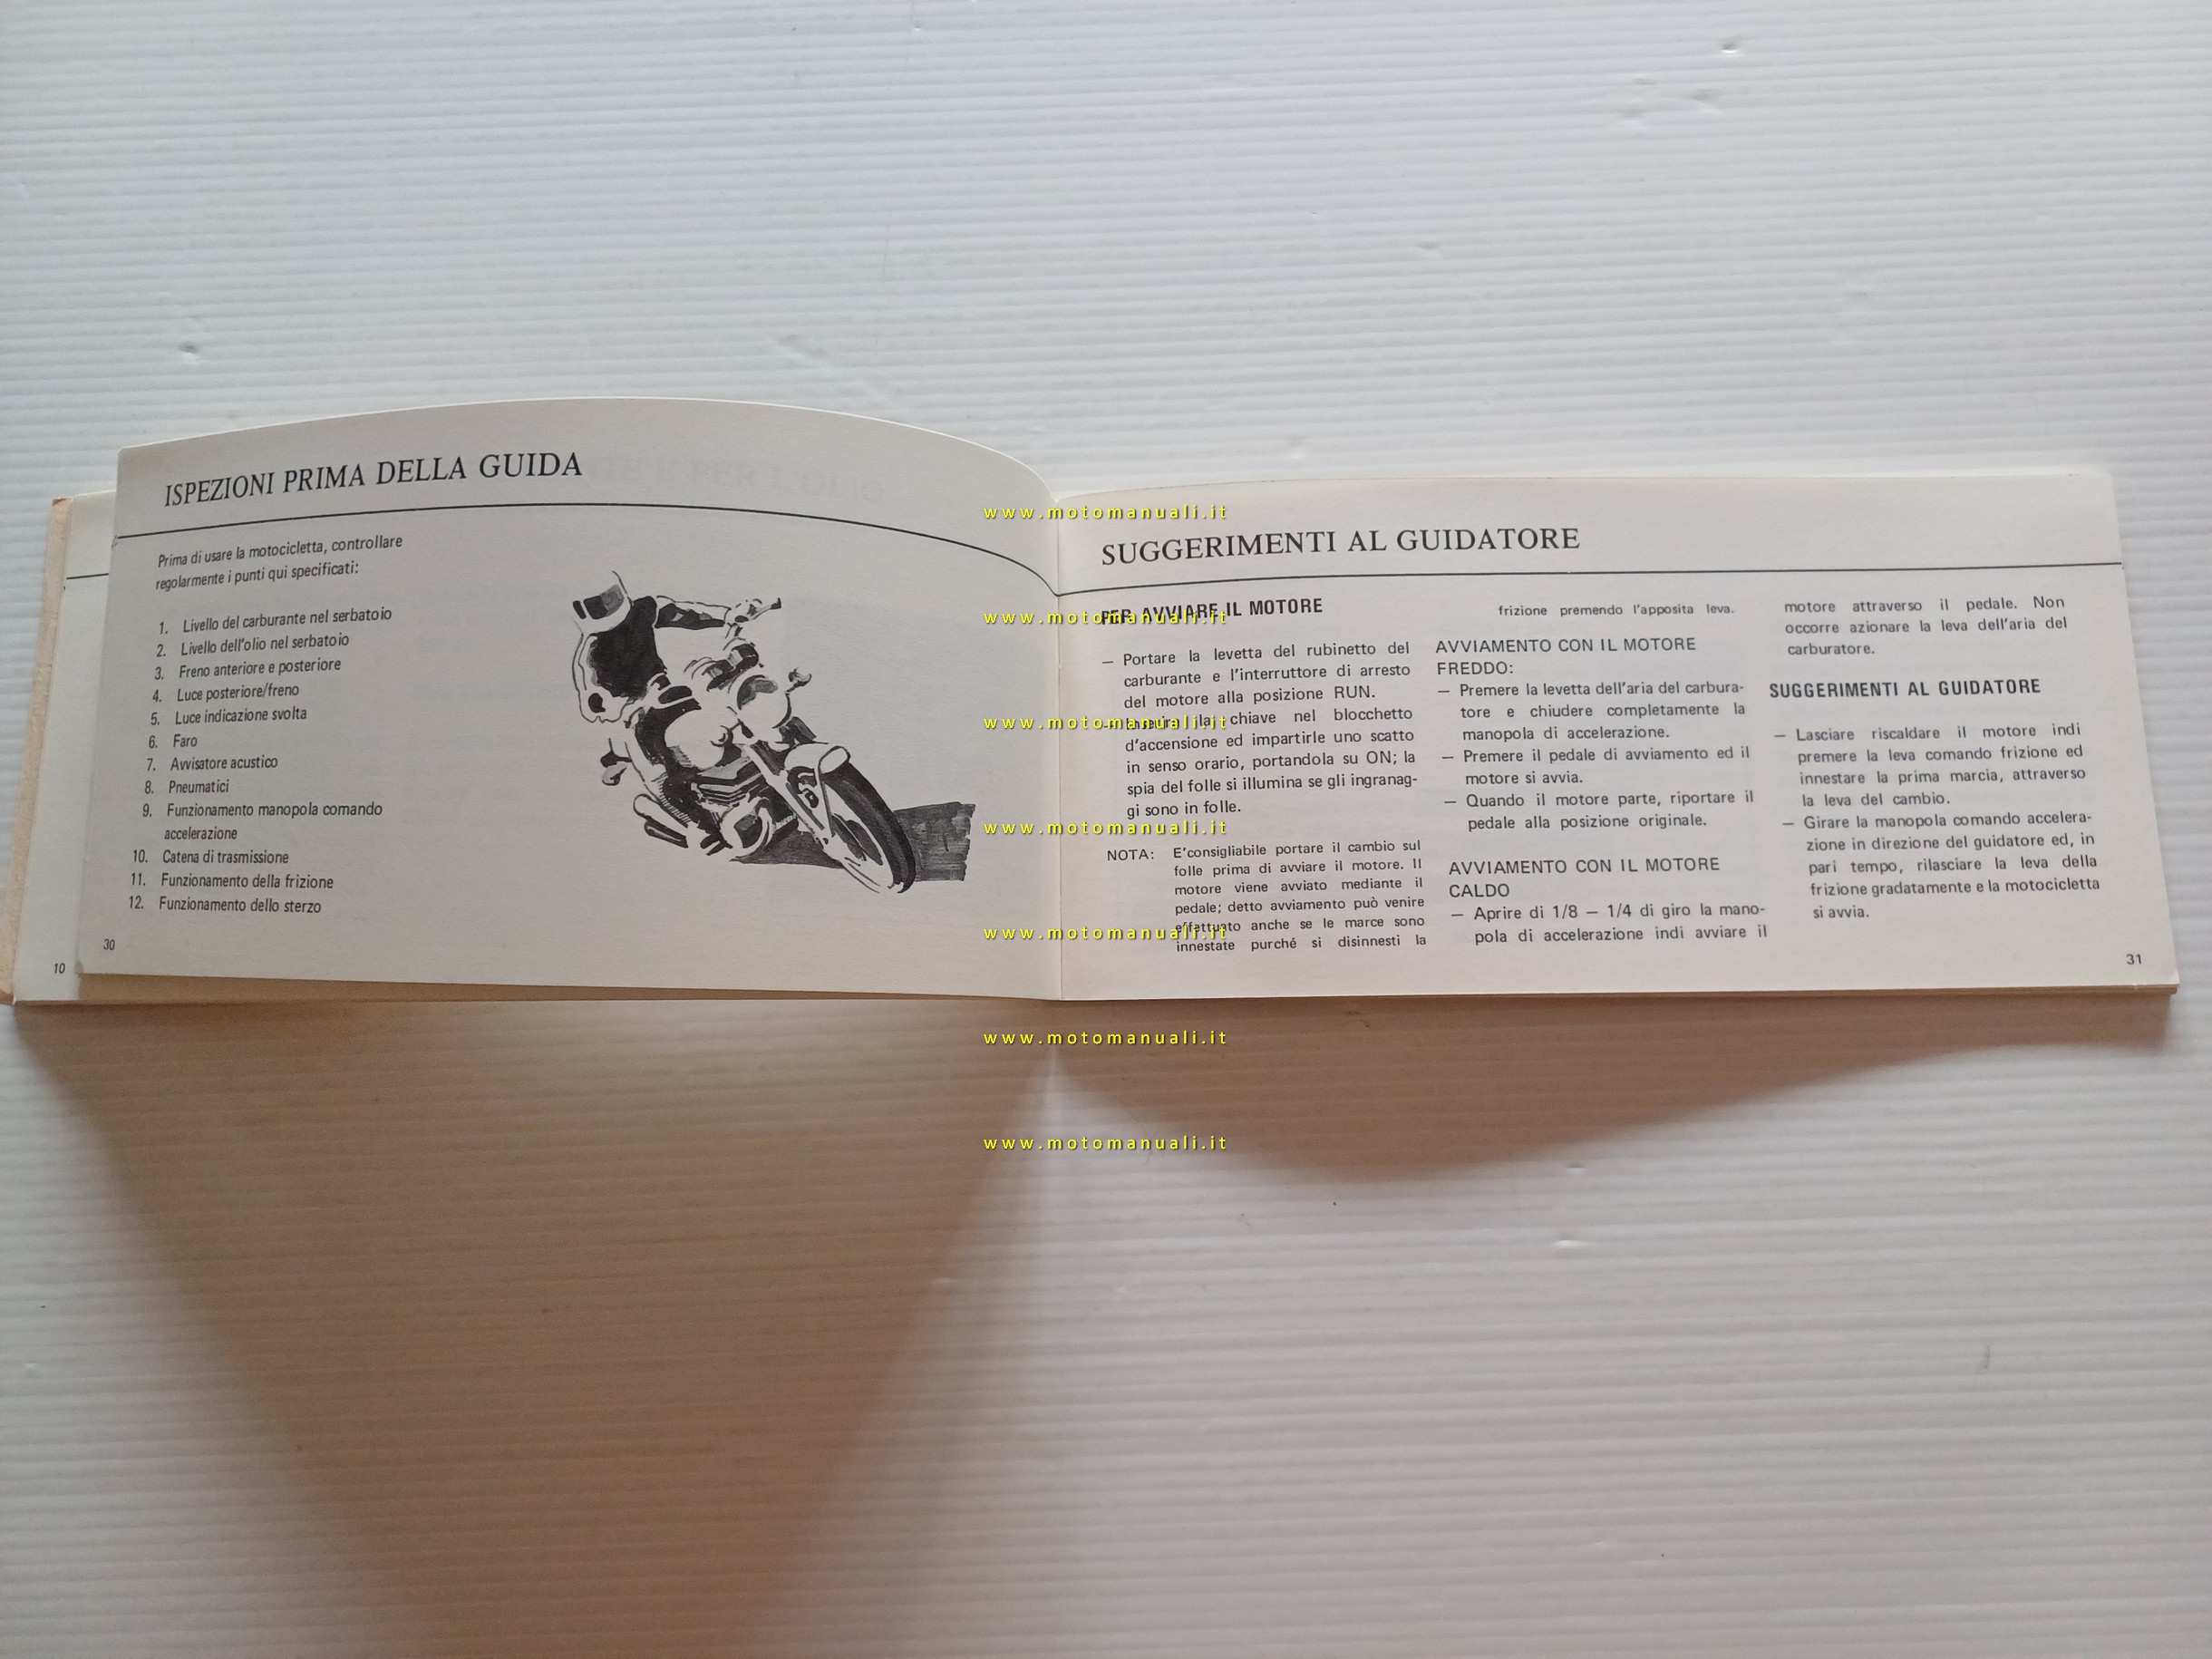 ISPEZIONI PRIMA DELLA GUIDA
Prima di usare la motocicletta, controllare
regolarmente i punti qui specificati:
1. Livello del carburante nel serbatoio
2. Livello dell'olio nel serbatoio
3. Freno anteriore e posteriore
4. Luce posteriore/freno
5. Luce indicazione svolta
6. Faro
7. Avvisatore acustico
8. Pneumatici
9. Funzionamento manopola comando
accelerazione
10. Catena di trasmissione
11. Funzionamento della frizione
12. Funzionamento dello sterzo
30
10
SUGGERIMENTI AL GUIDATORE
PER AVVIARE IL MOTORE
— Portare la levetta del rubinetto del
carburante e l'interruttore di arresto
del motore alla posizione RUN.
— Inserire la chiave nel blocchetto
d'accensione ed impartirle uno scatto
in senso orario, portandola su ON; la
spia del folle si illumina se gli ingranag-
gi sono in folle.
NOTA: E'consigliabile portare il cambio sul
folle prima di avviare il motore. Il
motore viene avviato mediante il
pedale; detto avviamento può venire
effettuato anche se le marce sono
innestate purché si disinnesti la
frizione premendo l'apposita leva.
AVVIAMENTO CON IL MOTORE
FREDDO:
— Premere la levetta dell'aria del carbura-
tore e chiudere completamente la
manopola di accelerazione.
— Premere il pedale di avviamento ed il
motore si avvia.
— Quando il motore parte, riportare il
pedale alla posizione originale.
AVVIAMENTO CON IL MOTORE
CALDO
— Aprire di 1/8 — 1/4 di giro la mano-
pola di accelerazione indi avviare il
motore attraverso il pedale. Non
occorre azionare la leva dell'aria del
carburatore.
SUGGERIMENTI AL GUIDATORE
— Lasciare riscaldare il motore indi
premere la leva comando frizione ed
innestare la prima marcia, attraverso
la leva del cambio.
— Girare la manopola comando accelera-
zione in direzione del guidatore ed, in
pari tempo, rilasciare la leva della
frizione gradatamente e la motocicletta
si avvia.
31
www.motomanuali.it
www.motomanuali.it
www.motomanuali.it
www.motomanuali.it
www.motomanuali.it
www.motomanuali.it
www.motomanuali.it